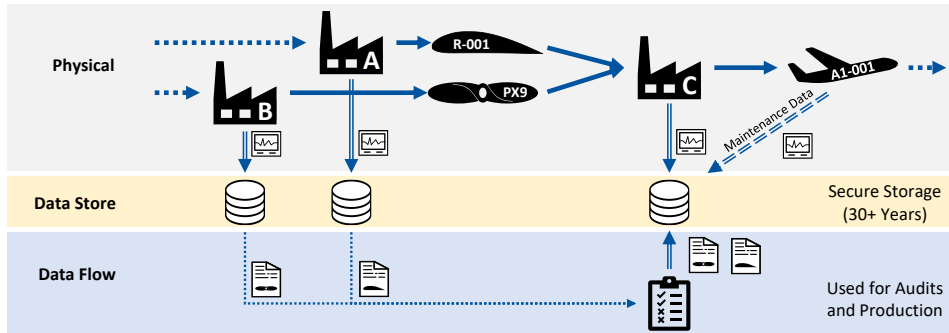 Physical
A
R-001
B
PX9
C
A1-001
Maintenance Data
Data Store
Secure Storage
(30+ Years)
Data Flow
Used for Audits
and Production